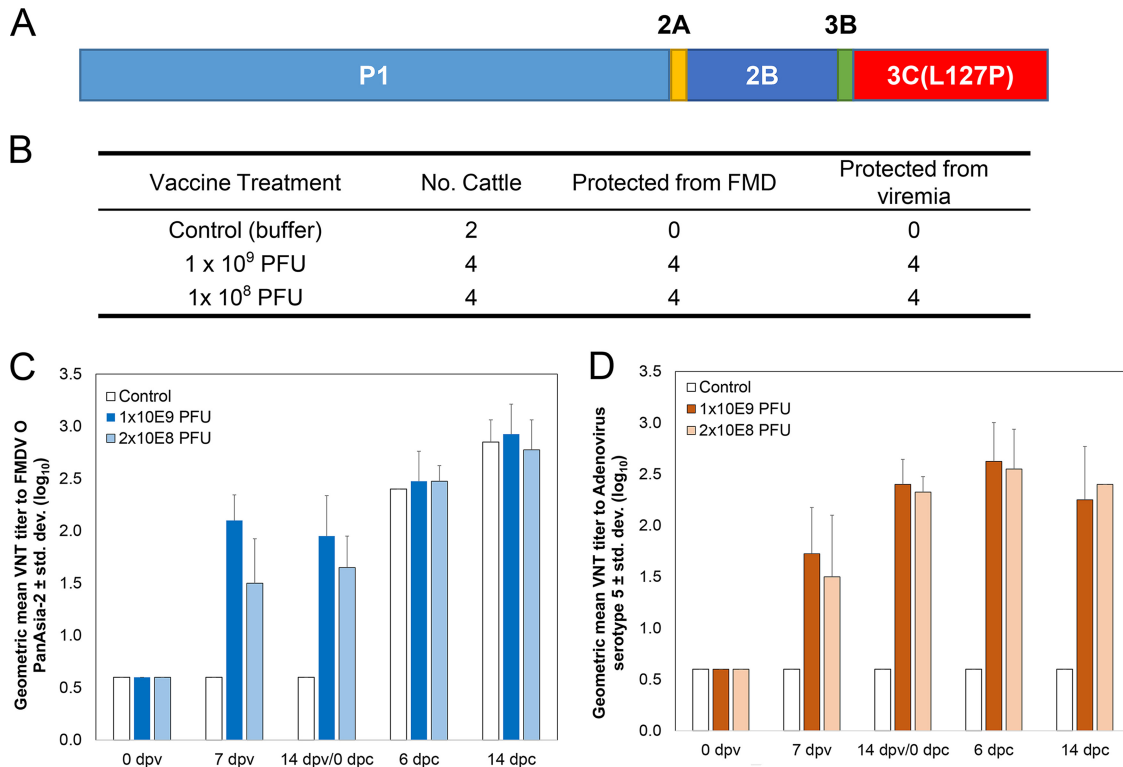 A
2A
3B
P1
2B
3C(L127P)
B
Vaccine Treatment No. Cattle Protected from FMD Protected from
viremia
Control (buffer) 2 0 0
1 x 10⁹ PFU 4 4 4
1x 10⁸ PFU 4 4 4
C
Geometric mean VNT titer to FMDV O
PanAsia-2 ± std. dev. (log₁₀)
3.5
3.0
2.5
2.0
1.5
1.0
0.5
0.0
Control
1x10E9 PFU
2x10E8 PFU
0 dpv 7 dpv 14 dpv/0 dpc 6 dpc 14 dpc
D
Geometric mean VNT titer to Adenovirus
serotype 5 ± std. dev. (log₁₀)
3.5
3.0
2.5
2.0
1.5
1.0
0.5
0.0
Control
1x10E9 PFU
2x10E8 PFU
0 dpv 7 dpv 14 dpv/0 dpc 6 dpc 14 dpc